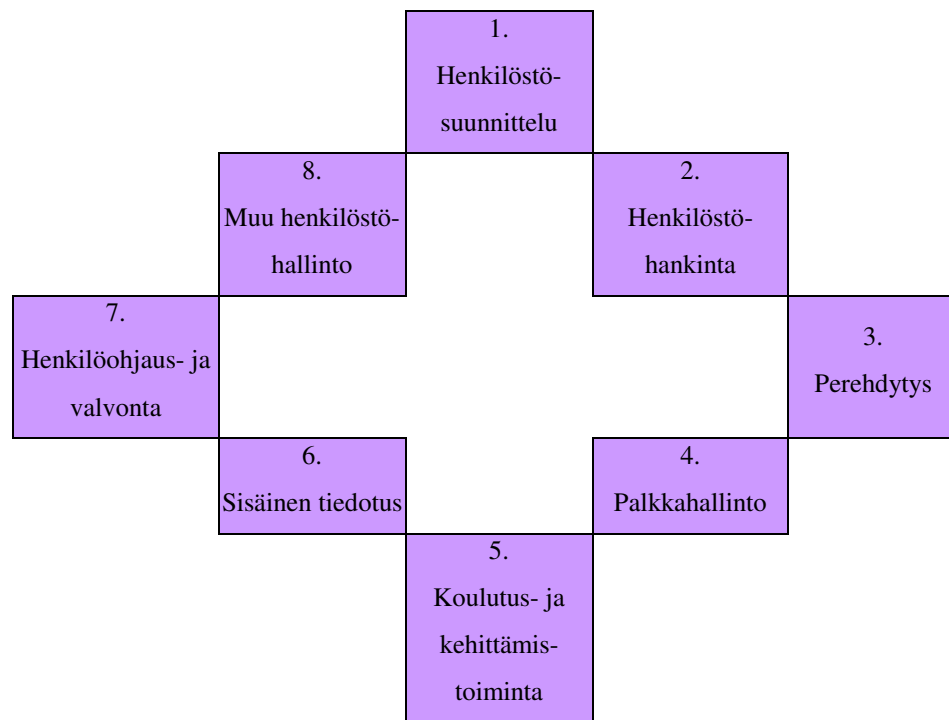 1.
Henkilöstö-
suunnittelu
2.
Henkilöstö-
hankinta
3.
Perehdytys
4.
Palkkahallinto
5.
Koulutus- ja
kehittämis-
toiminta
6.
Sisäinen tiedotus
7.
Henkilöohjaus- ja
valvonta
8.
Muu henkilöstö-
hallinto